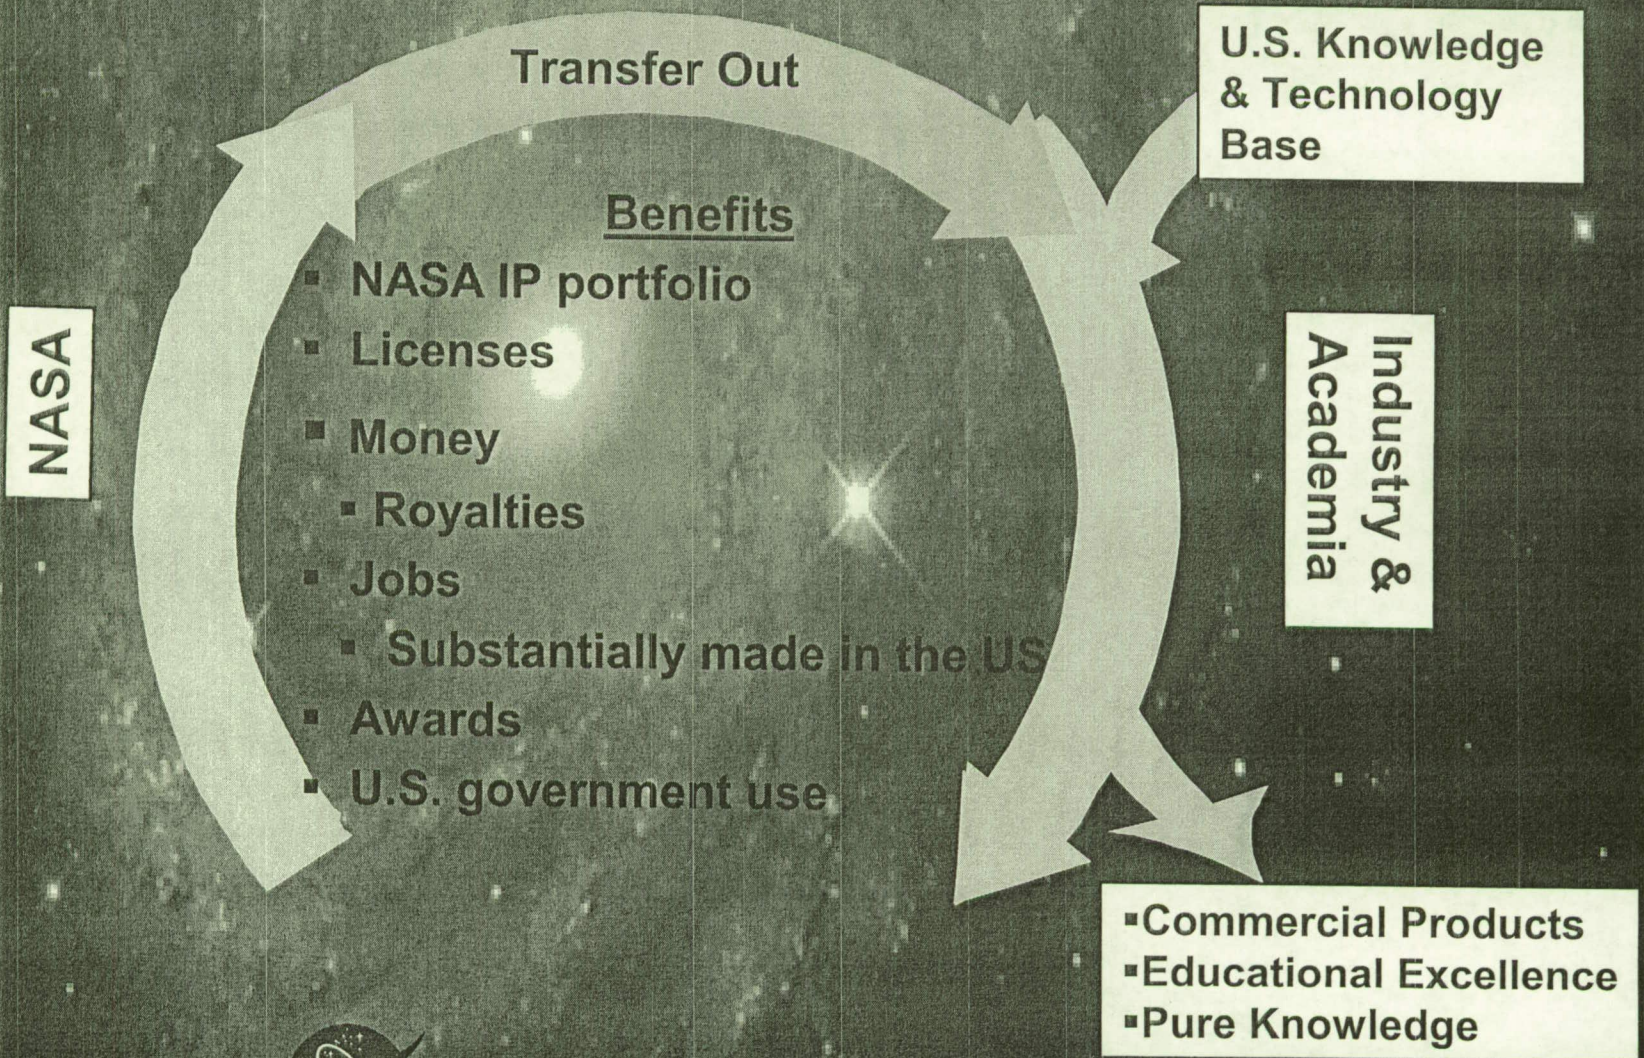 Transfer Out
U.S. Knowledge
& Technology
Base
NASA
Benefits
▪ NASA IP portfolio
▪ Licenses
▪ Money
▪ Royalties
▪ Jobs
▪ Substantially made in the US
▪ Awards
▪ U.S. government use
Industry &
Academia
▪Commercial Products
▪Educational Excellence
▪Pure Knowledge